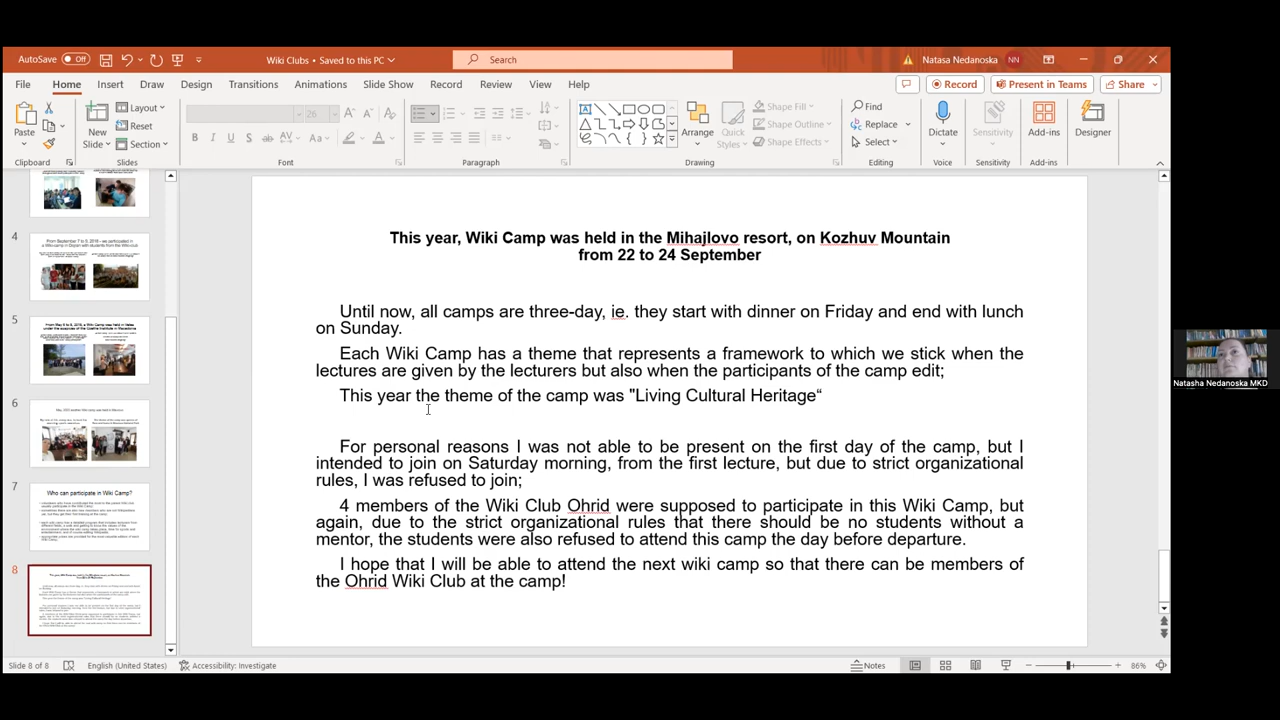 AutoSave Off
Wiki Clubs • Saved to this PC
Search
Natasa Nedanoska NN
File Home Insert Draw Design Transitions Animations Slide Show Record Review View Help
Record Present in Teams Share
Paste
New Slide
Layout
Reset
Section
26
Arrange
Quick Styles
Shape Fill
Shape Outline
Shape Effects
Find
Replace
Select
Dictate
Sensitivity
Add-ins
Designer
Clipboard Slides Font Paragraph Drawing Editing Voice Sensitivity Add-ins
4
5
6
7
Who can participate in Wiki Camp?
8
This year, Wiki Camp was held in the Mihajlovo resort, on Kozhuv Mountain
from 22 to 24 September
Until now, all camps are three-day, ie. they start with dinner on Friday and end with lunch
on Sunday.
Each Wiki Camp has a theme that represents a framework to which we stick when the
lectures are given by the lecturers but also when the participants of the camp edit;
This year the theme of the camp was "Living Cultural Heritage“
For personal reasons I was not able to be present on the first day of the camp, but I
intended to join on Saturday morning, from the first lecture, but due to strict organizational
rules, I was refused to join;
4 members of the Wiki Club Ohrid were supposed to participate in this Wiki Camp, but
again, due to the strict organizational rules that there should be no students without a
mentor, the students were also refused to attend this camp the day before departure.
I hope that I will be able to attend the next wiki camp so that there can be members of
the Ohrid Wiki Club at the camp!
Natasha Nedanoska MKD
Slide 8 of 8 English (United States) Accessibility: Investigate Notes 86%